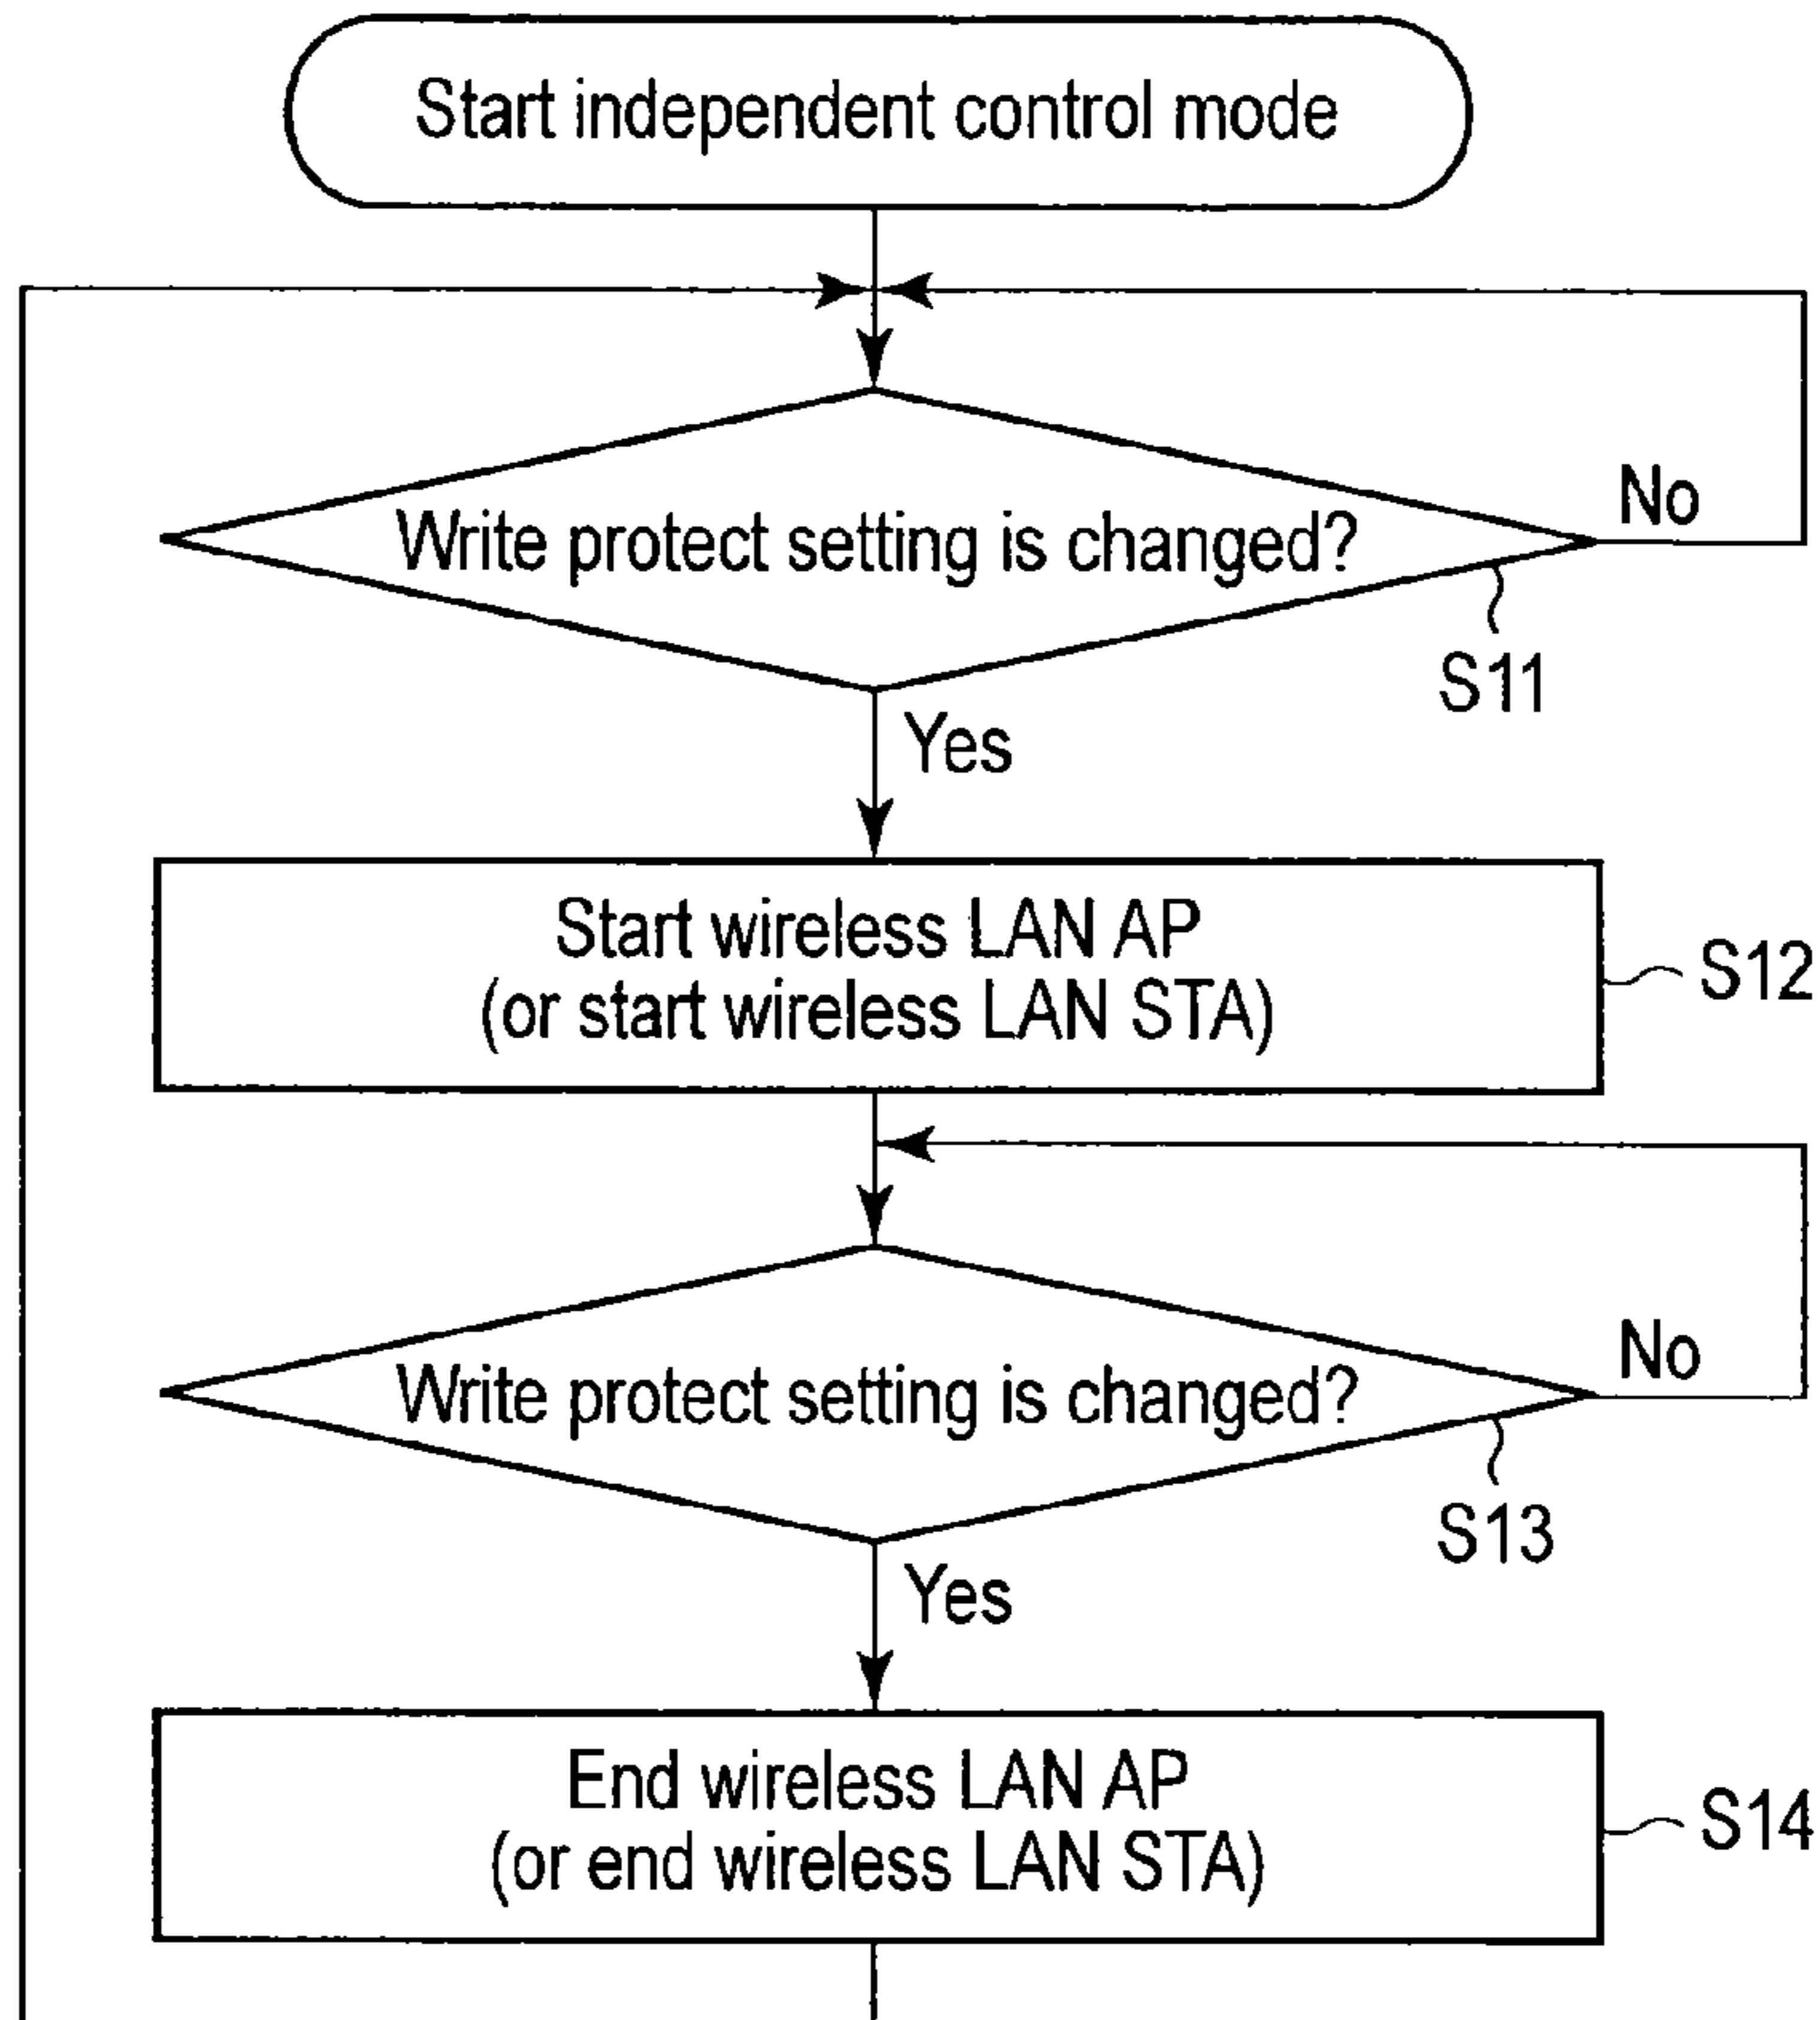 Start independent control mode
Write protect setting is changed?
No
S11
Yes
Start wireless LAN AP
(or start wireless LAN STA)
S12
Write protect setting is changed?
No
S13
Yes
End wireless LAN AP
(or end wireless LAN STA)
S14